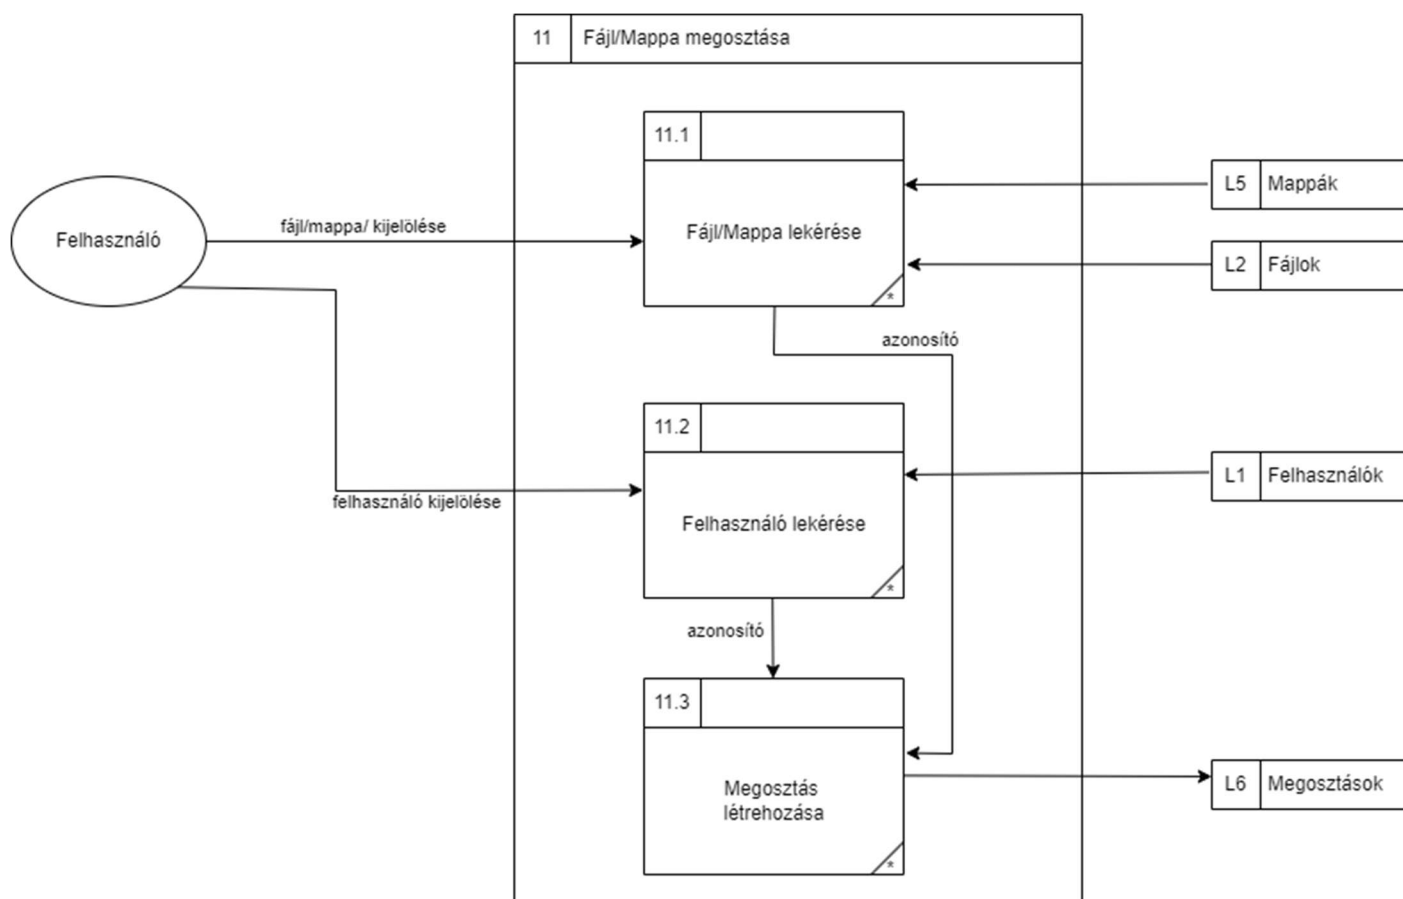 11 Fájl/Mappa megosztása
11.1
L5 Mappák
fájl/mappa/ kijelölése
Felhasználó
Fájl/Mappa lekérése
L2 Fájlok
*
azonosító
11.2
L1 Felhasználók
felhasználó kijelölése
Felhasználó lekérése
*
azonosító
11.3
Megosztás
létrehozása
L6 Megosztások
*